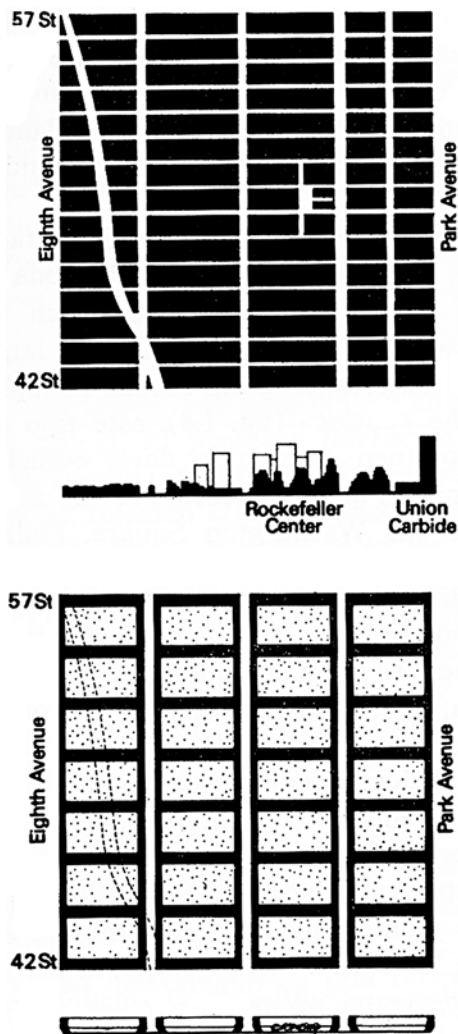 57 St
Eighth Avenue
Park Avenue
42 St
Rockefeller
Center
Union
Carbide
57 St
Eighth Avenue
Park Avenue
42 St